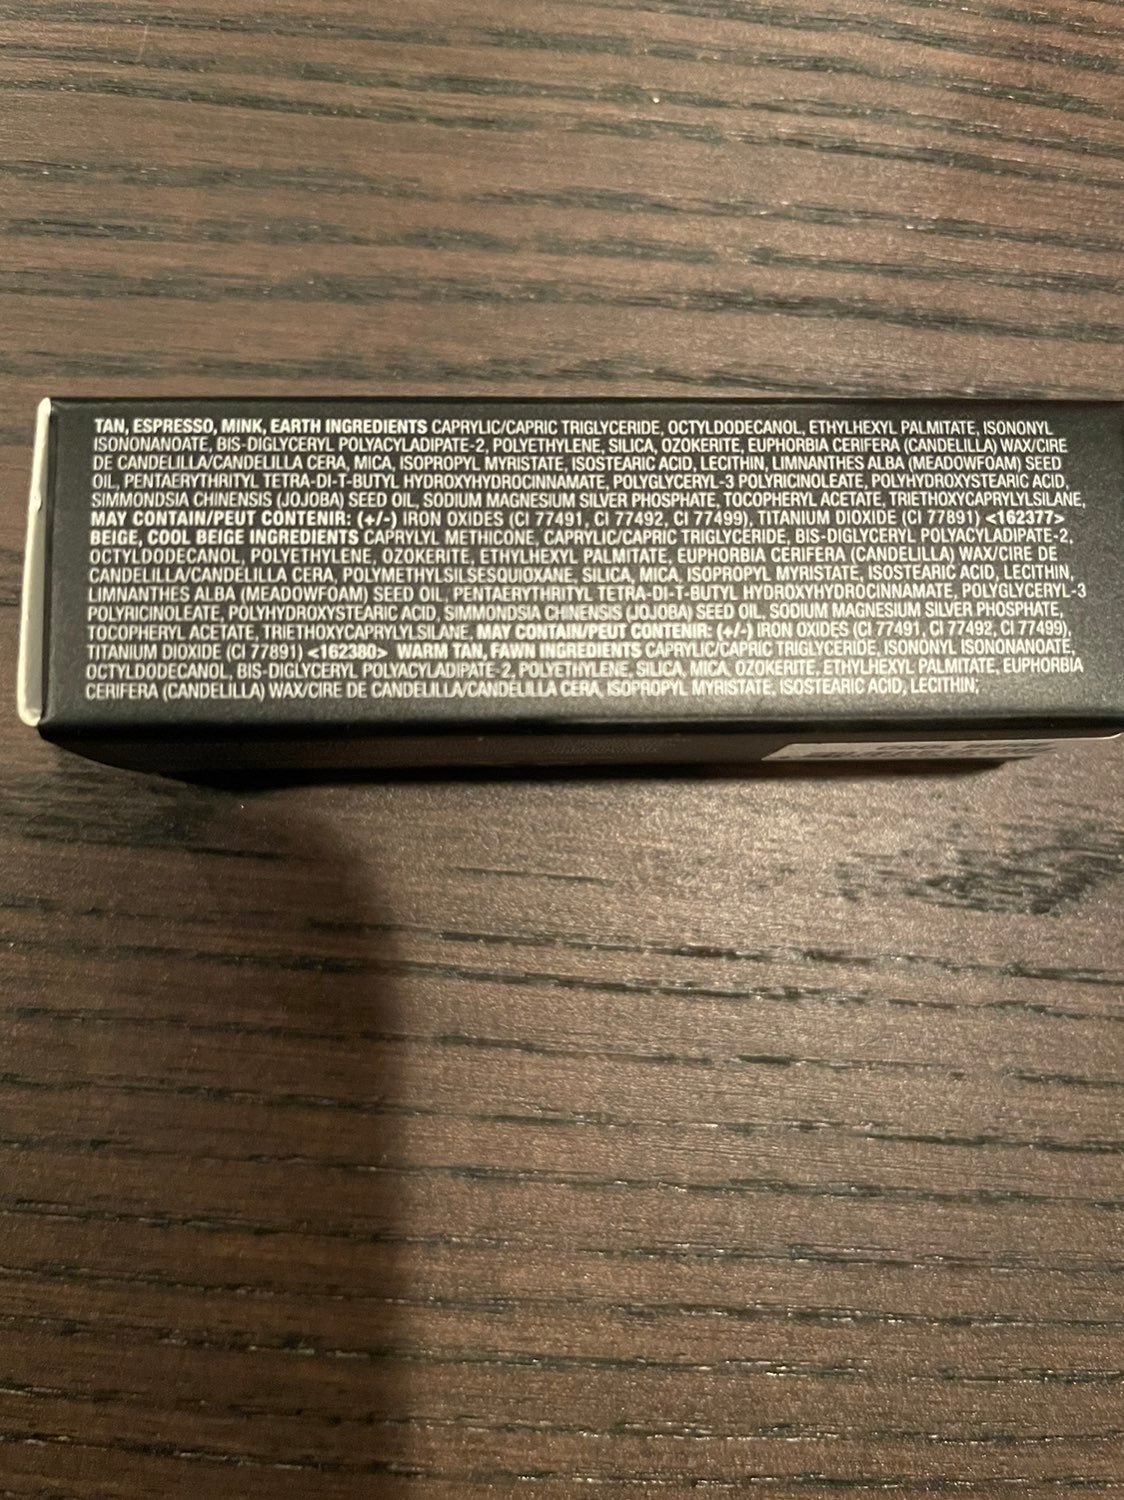 TAN, ESPRESSO, MINK, EARTH INGREDIENTS CAPRYLIC/CAPRIC TRIGLYCERIDE, OCTYLDODECANOL, ETHYLHEXYL PALMITATE, ISONONYL
ISONONANOATE, BIS-DIGLYCERYL POLYACYLADIPATE-2, POLYETHYLENE, SILICA, OZOKERITE, EUPHORBIA CERIFERA (CANDELILLA) WAX/CIRE
DE CANDELILLA/CANDELILLA CERA, MICA, ISOPROPYL MYRISTATE, ISOSTEARIC ACID, LECITHIN, LIMNANTHES ALBA (MEADOWFOAM) SEED
OIL, PENTAERYTHRITYL TETRA-DI-T-BUTYL HYDROXYHYDROCINNAMATE, POLYGLYCERYL-3 POLYRICINOLEATE, POLYHYDROXYSTEARIC ACID,
SIMMONDSIA CHINENSIS (JOJOBA) SEED OIL, SODIUM MAGNESIUM SILVER PHOSPHATE, TOCOPHERYL ACETATE, TRIETHOXYCAPRYLYLSILANE,
MAY CONTAIN/PEUT CONTENIR: (+/-) IRON OXIDES (CI 77491, CI 77492, CI 77499), TITANIUM DIOXIDE (CI 77891) <162377>
BEIGE, COOL BEIGE INGREDIENTS CAPRYLYL METHICONE, CAPRYLIC/CAPRIC TRIGLYCERIDE, BIS-DIGLYCERYL POLYACYLADIPATE-2,
OCTYLDODECANOL, POLYETHYLENE, OZOKERITE, ETHYLHEXYL PALMITATE, EUPHORBIA CERIFERA (CANDELILLA) WAX/CIRE DE
CANDELILLA/CANDELILLA CERA, POLYMETHYLSILSESQUIOXANE, SILICA, MICA, ISOPROPYL MYRISTATE, ISOSTEARIC ACID, LECITHIN,
LIMNANTHES ALBA (MEADOWFOAM) SEED OIL, PENTAERYTHRITYL TETRA-DI-T-BUTYL HYDROXYHYDROCINNAMATE, POLYGLYCERYL-3
POLYRICINOLEATE, POLYHYDROXYSTEARIC ACID, SIMMONDSIA CHINENSIS (JOJOBA) SEED OIL, SODIUM MAGNESIUM SILVER PHOSPHATE,
TOCOPHERYL ACETATE, TRIETHOXYCAPRYLYLSILANE, MAY CONTAIN/PEUT CONTENIR: (+/-) IRON OXIDES (CI 77491, CI 77492, CI 77499),
TITANIUM DIOXIDE (CI 77891) <162380> WARM TAN, FAWN INGREDIENTS CAPRYLIC/CAPRIC TRIGLYCERIDE, ISONONYL ISONONANOATE,
OCTYLDODECANOL, BIS-DIGLYCERYL POLYACYLADIPATE-2, POLYETHYLENE, SILICA, MICA, OZOKERITE, ETHYLHEXYL PALMITATE, EUPHORBIA
CERIFERA (CANDELILLA) WAX/CIRE DE CANDELILLA/CANDELILLA CERA, ISOPROPYL MYRISTATE, ISOSTEARIC ACID, LECITHIN;